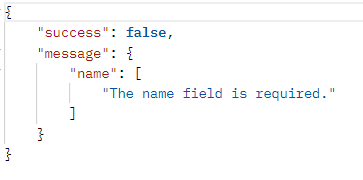 {
    "success": false,
    "message": {
        "name": [
            "The name field is required."
        ]
    }
}